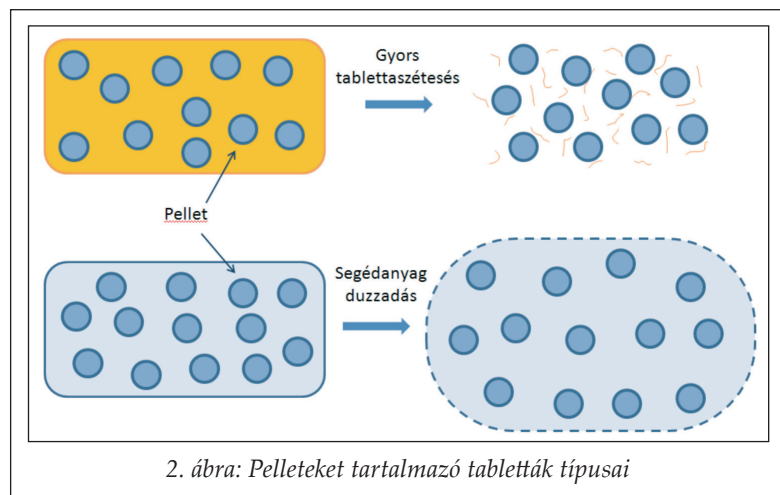 Gyors
tablettaszétesés
Pellet
Segédanyag
duzzadás
2. ábra: Pelleteket tartalmazó tabletták típusai